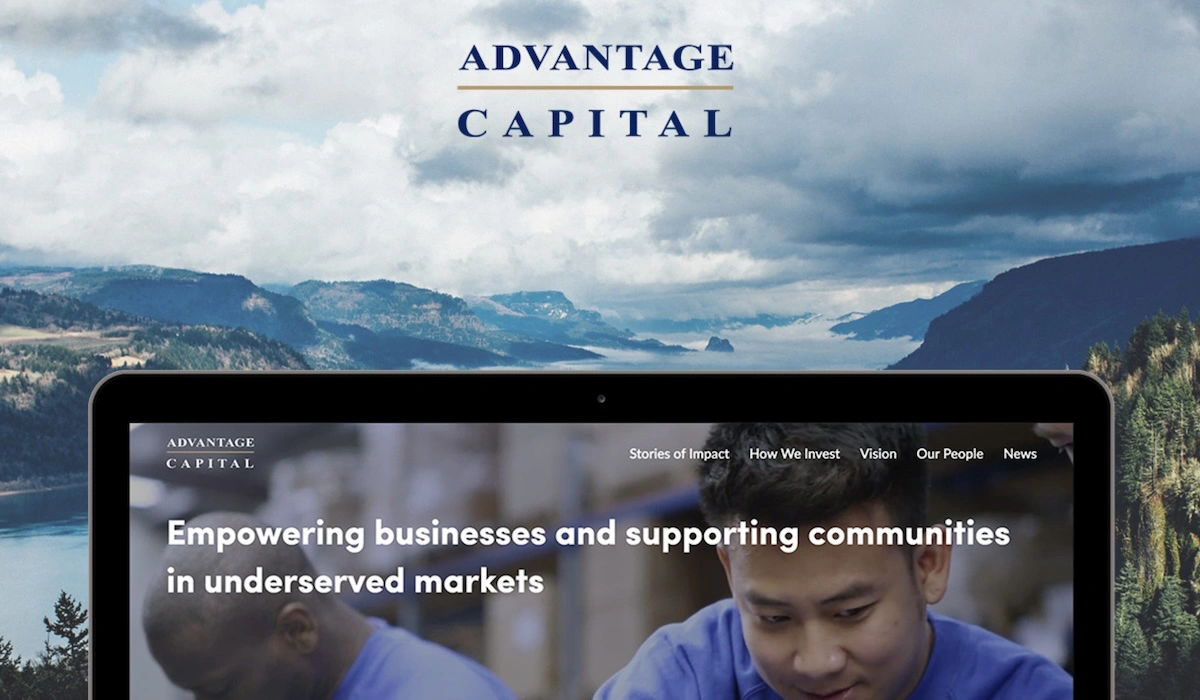 ADVANTAGE
CAPITAL
ADVANTAGE
CAPITAL
Stories of Impact How We Invest Vision Our People News
Empowering businesses and supporting communities
in underserved markets